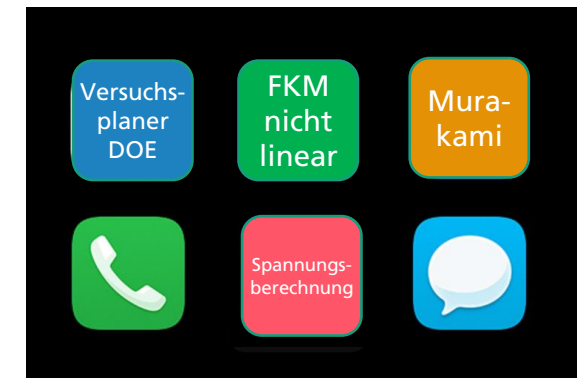 Versuchs-
planer
DOE
FKM
nicht
linear
Mura-
kami
Spannungs-
berechnung